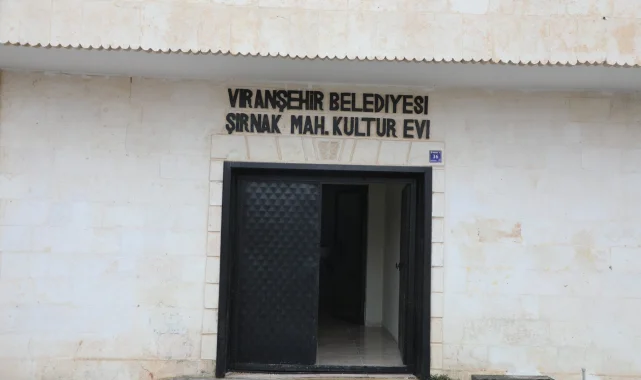 VIRANŞEHIR BELEDIYESI
ŞIRNAK MAH. KULTUR EVI